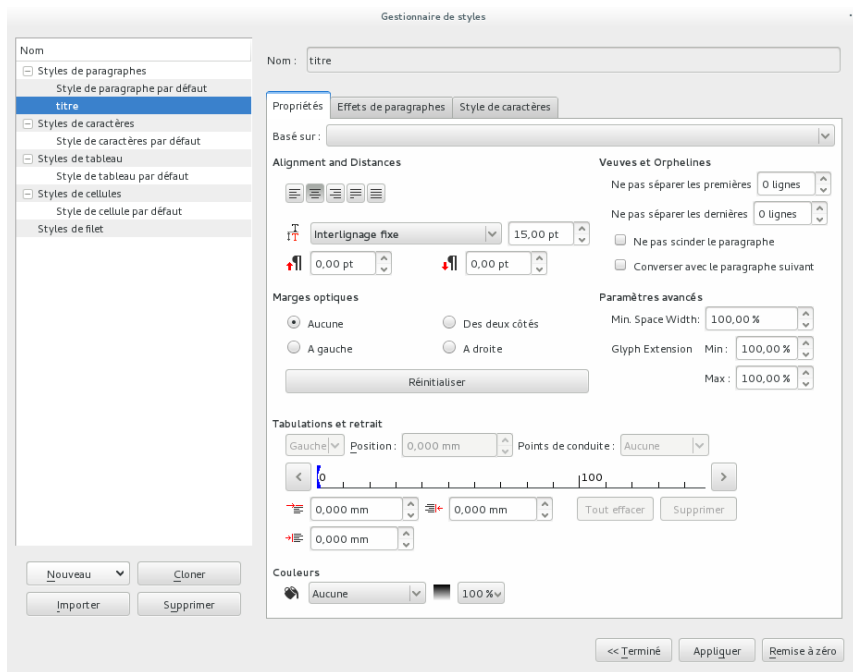 Gestionnaire de styles
Nom
Styles de paragraphes
Style de paragraphe par défaut
titre
Styles de caractères
Style de caractères par défaut
Styles de tableau
Style de tableau par défaut
Styles de cellules
Style de cellule par défaut
Styles de filet
Nouveau Cloner
Importer Supprimer
Nom : titre
Propriétés Effets de paragraphes Style de caractères
Basé sur :
Alignment and Distances
Interlignage fixe 15,00 pt
0,00 pt 0,00 pt
Veuves et Orphelines
Ne pas séparer les premières 0 lignes
Ne pas séparer les dernières 0 lignes
Ne pas scinder le paragraphe
Converser avec le paragraphe suivant
Marges optiques
Aucune Des deux côtés
A gauche A droite
Réinitialiser
Paramètres avancés
Min. Space Width: 100,00 %
Glyph Extension Min : 100,00 %
Max : 100,00 %
Tabulations et retrait
Gauche Position : 0,000 mm Points de conduite : Aucune
< 0 100 >
0,000 mm 0,000 mm Tout effacer Supprimer
0,000 mm
Couleurs
Aucune 100 %
<< Terminé Appliquer Remise à zéro